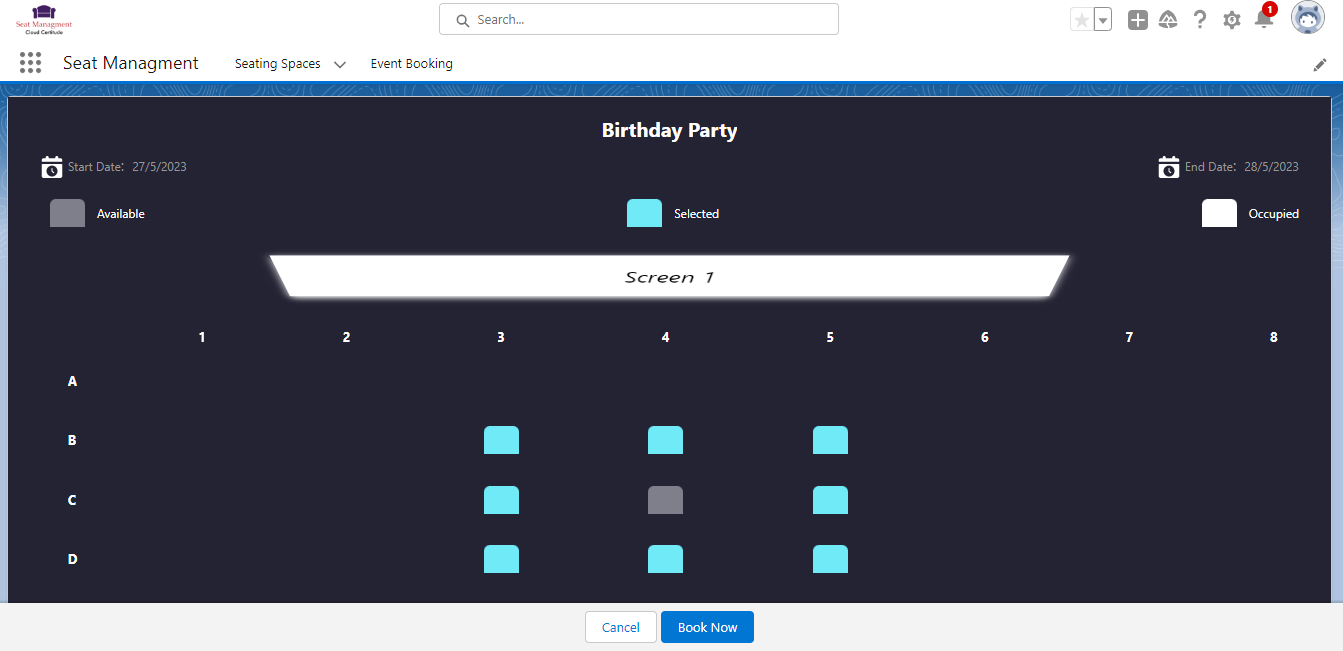 Seat Managment
Cloud Certitude
Search...
1
Seat Managment
Seating Spaces
Event Booking
Birthday Party
Start Date: 27/5/2023
End Date: 28/5/2023
Available
Selected
Occupied
Screen 1
1 2 3 4 5 6 7 8
A
B
C
D
Cancel
Book Now